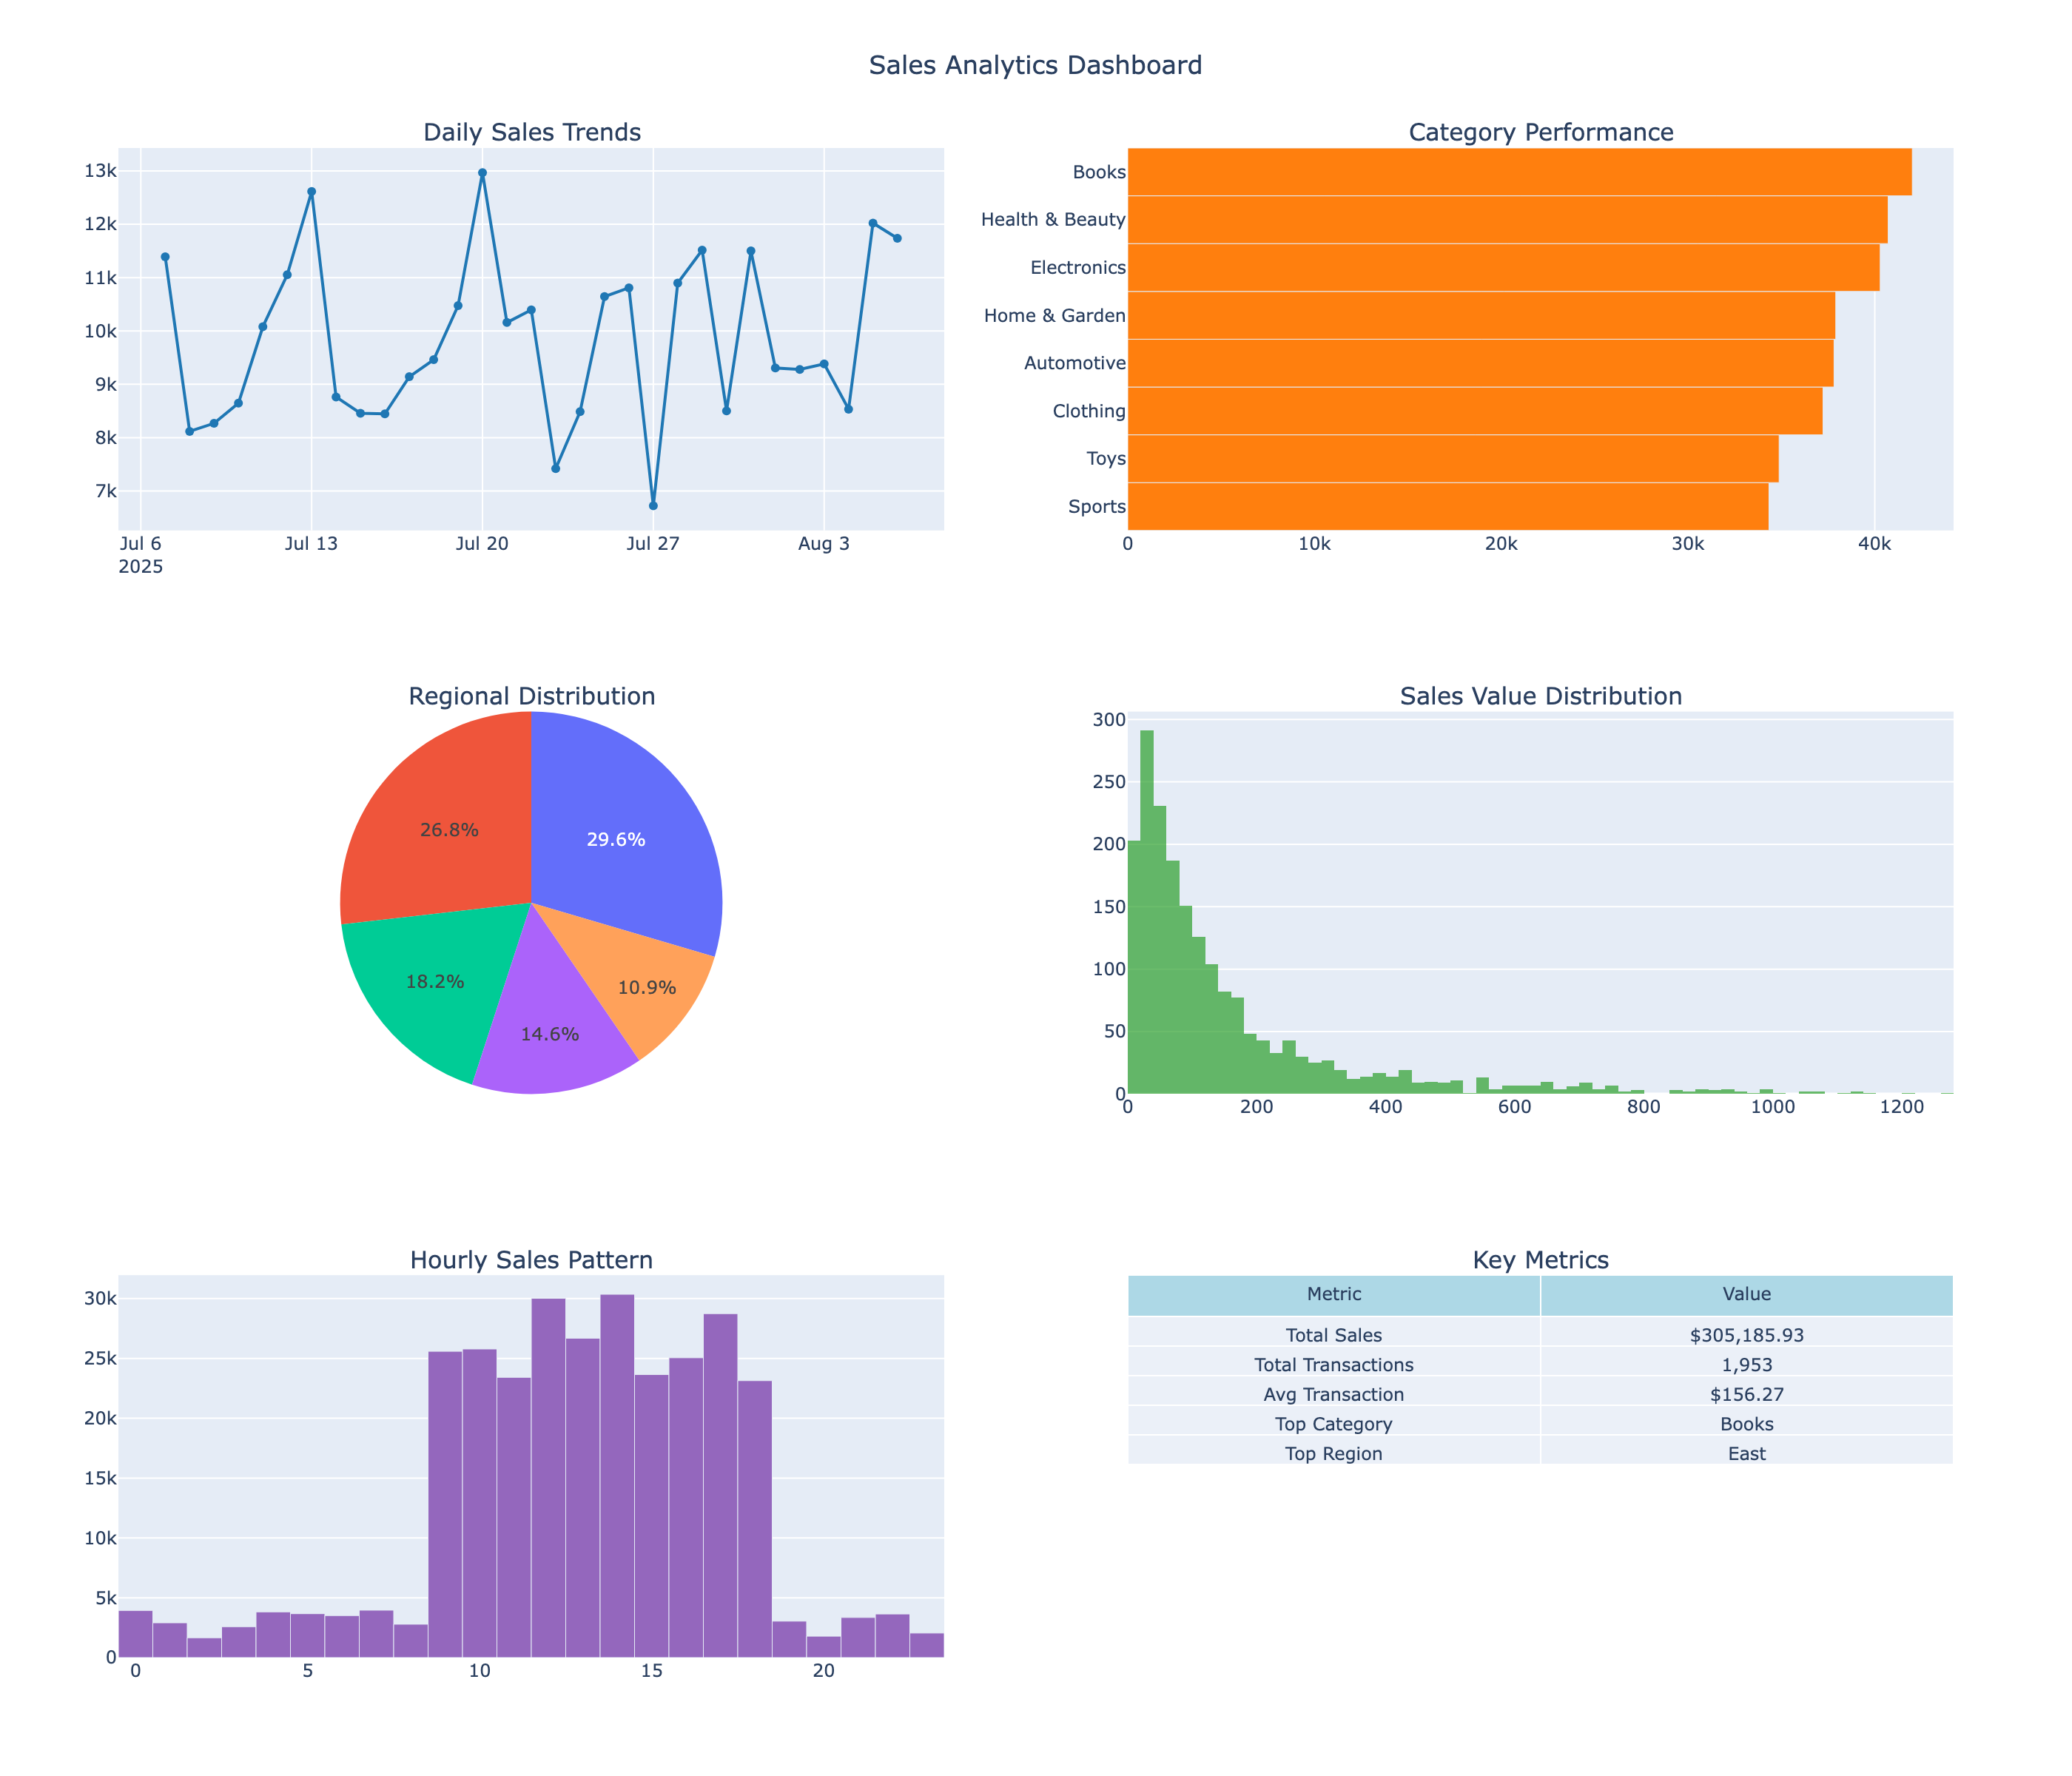 Sales Analytics Dashboard
Daily Sales Trends
13k
12k
11k
10k
9k
8k
7k
Jul 6
2025
Jul 13
Jul 20
Jul 27
Aug 3
Category Performance
Books
Health & Beauty
Electronics
Home & Garden
Automotive
Clothing
Toys
Sports
0
10k
20k
30k
40k
Regional Distribution
26.8%
29.6%
18.2%
10.9%
14.6%
Sales Value Distribution
300
250
200
150
100
50
0
0
200
400
600
800
1000
1200
Hourly Sales Pattern
30k
25k
20k
15k
10k
5k
0
0
5
10
15
20
Key Metrics
Metric Value
Total Sales $305,185.93
Total Transactions 1,953
Avg Transaction $156.27
Top Category Books
Top Region East